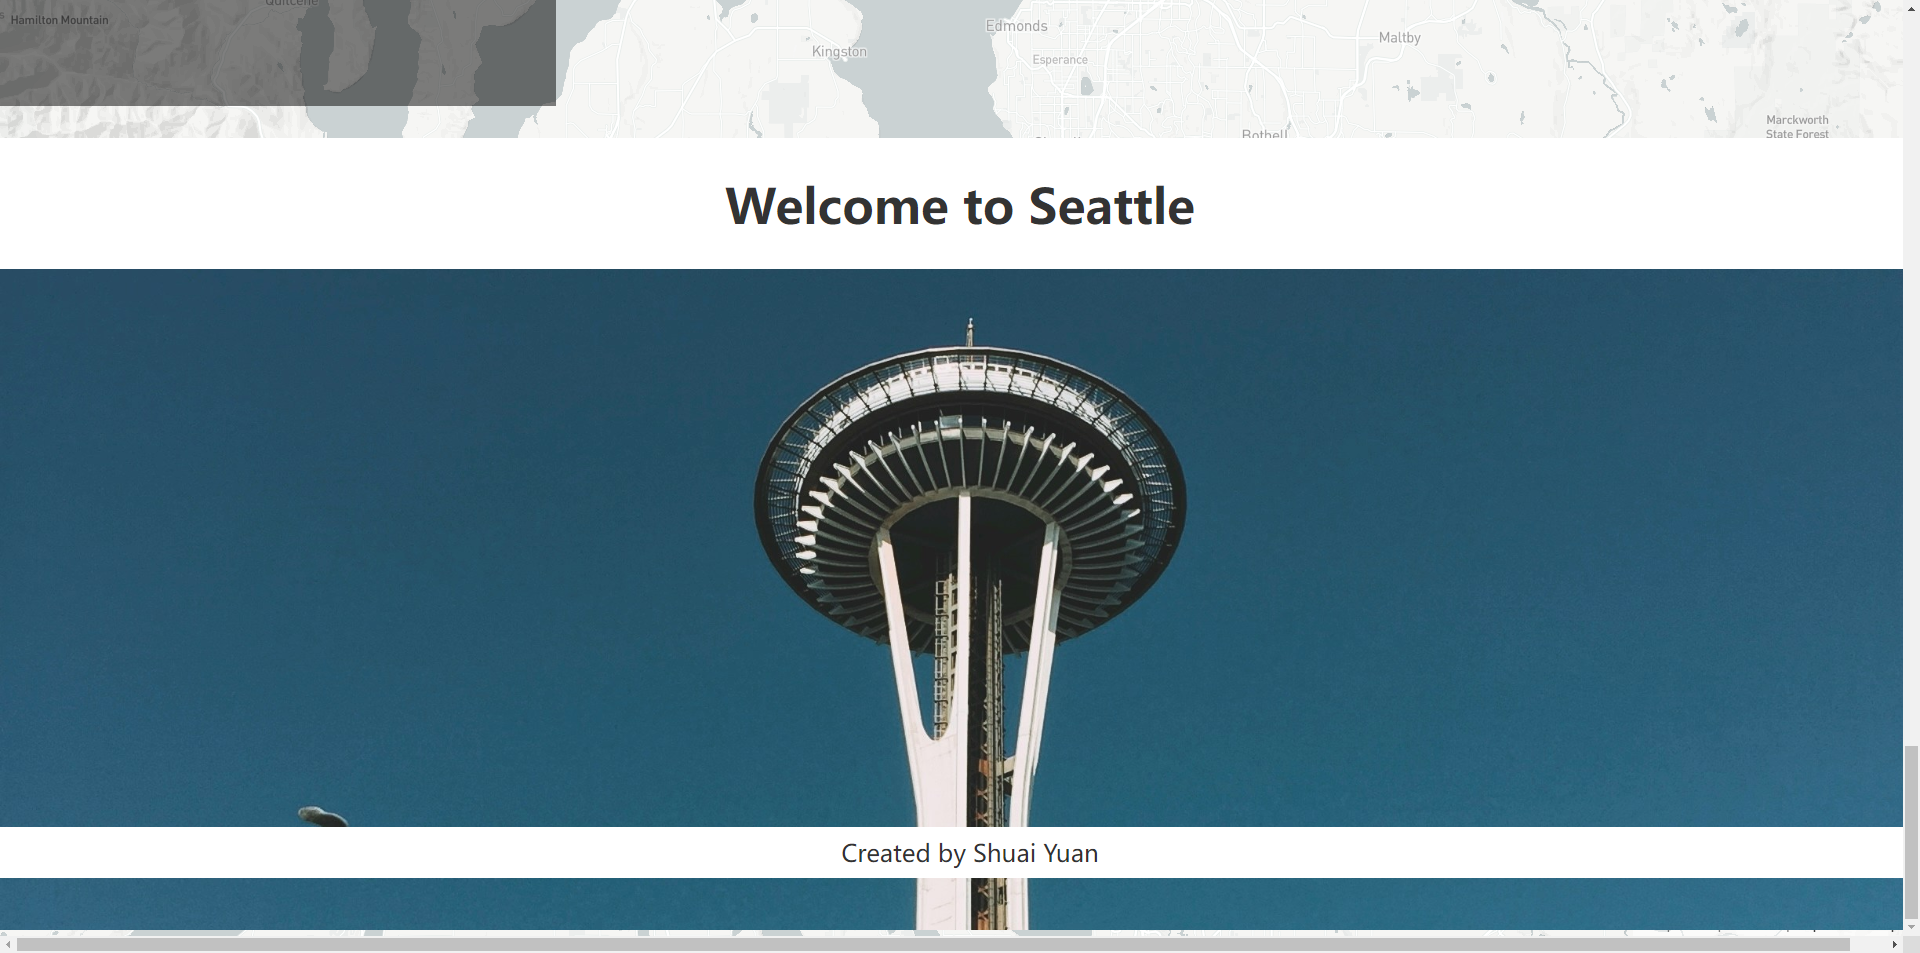 Quilcene
Hamilton Mountain
Edmonds
Kingston
Esperance
Maltby
Marckworth
State Forest
Bothell
Welcome to Seattle
Created by Shuai Yuan